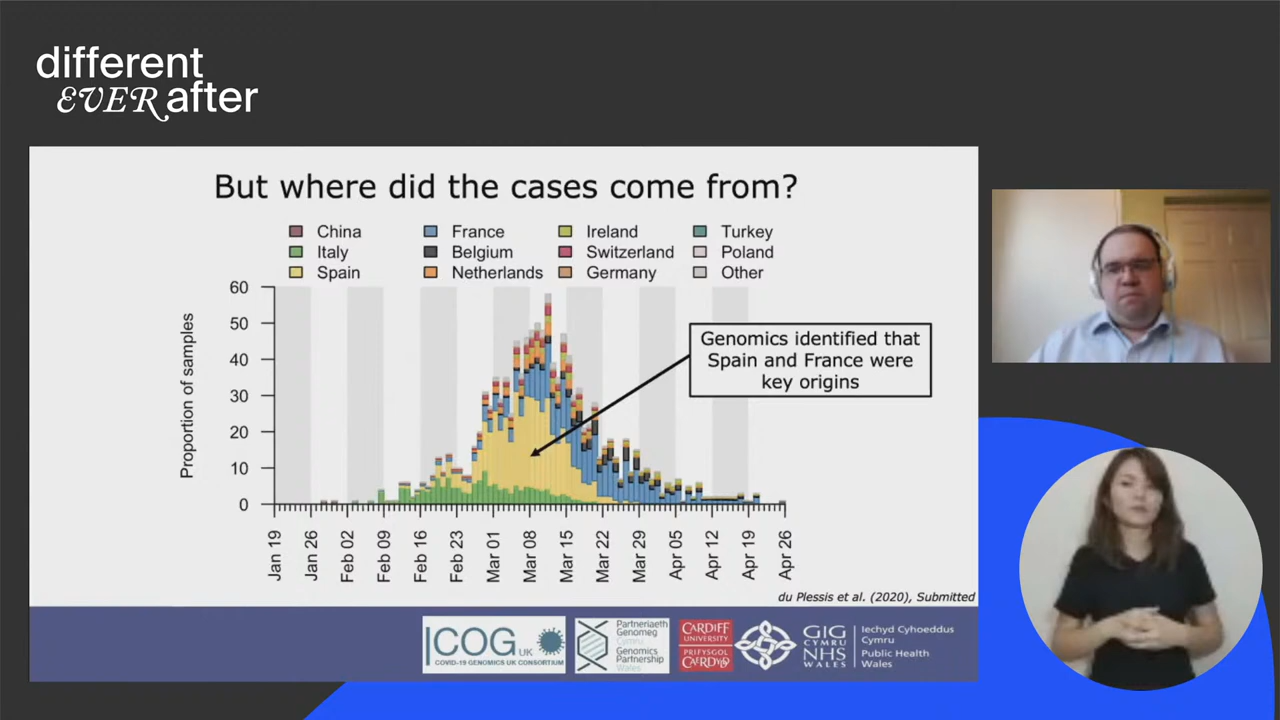 different
EVER after
But where did the cases come from?
China
Italy
Spain
France
Belgium
Netherlands
Ireland
Switzerland
Germany
Turkey
Poland
Other
Proportion of samples
60
50
40
30
20
10
0
Genomics identified that
Spain and France were
key origins
Jan 19
Jan 26
Feb 02
Feb 09
Feb 16
Feb 23
Mar 01
Mar 08
Mar 15
Mar 22
Mar 29
Apr 05
Apr 12
Apr 19
Apr 26
du Plessis et al. (2020), Submitted
COG UK
COVID-19 GENOMICS UK CONSORTIUM
Partneriaeth
Genomeg
Cymru
Genomics
Partnership
Wales
CARDIFF
UNIVERSITY
PRIFYSGOL
CAERDYDD
GIG
CYMRU
NHS
WALES
Iechyd Cyhoeddus
Cymru
Public Health
Wales